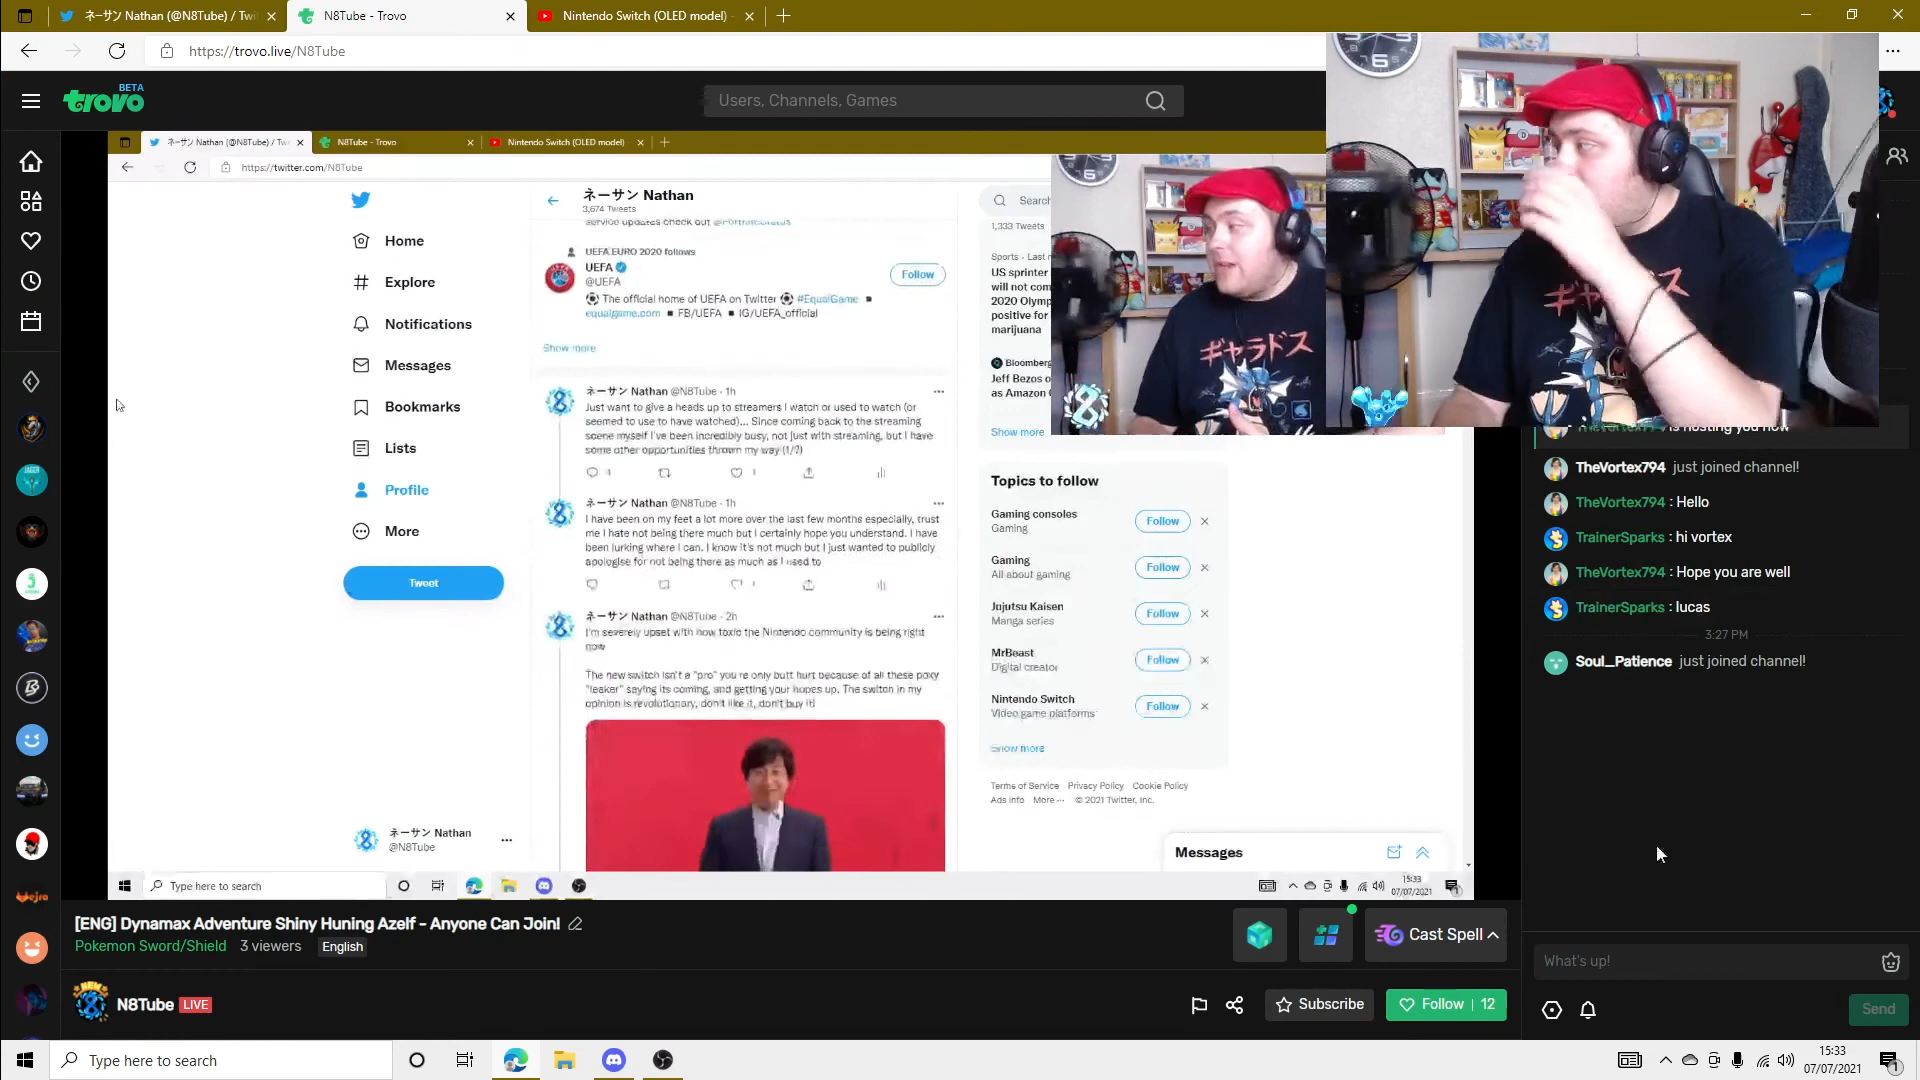 ネーサン Nathan (@N8Tube) / Twi
N8Tube - Trovo
Nintendo Switch (OLED model) -
https://trovo.live/N8Tube
trovo
BETA
Users, Channels, Games
ネーサン Nathan (@N8Tube) / Twi
N8Tube - Trovo
Nintendo Switch (OLED model)
https://twitter.com/N8Tube
Home
Explore
Notifications
Messages
Bookmarks
Lists
Profile
More
Tweet
ネーサン Nathan
@N8Tube
ネーサン Nathan
3,674 Tweets
service updates check out
UEFA EURO 2020 follows
UEFA
@UEFA
Follow
The official home of UEFA on Twitter #EqualGame
equalgame.com FB/UEFA IG/UEFA_official
Show more
ネーサン Nathan @N8Tube · 1h
Just want to give a heads up to streamers I watch or used to watch (or
seemed to use to have watched)... Since coming back to the streaming
scene myself I've been incredibly busy, not just with streaming, but I have
some other opportunities thrown my way (1/?)
ネーサン Nathan @N8Tube · 1h
I have been on my feet a lot more over the last few months especially, trust
me I hate not being there much but I certainly hope you understand. I have
been lurking where I can. I know it's not much but I just wanted to publicly
apologise for not being there as much as I used to
ネーサン Nathan @N8Tube · 2h
I'm severely upset with how toxic the Nintendo community is being right
now
The new switch isn't a "pro" you're only butt hurt because of all these poxy
"leaker" saying its coming, and getting your hopes up. The switch in my
opinion is revolutionary, don't like it, don't buy it!
Search
1,333 Tweets
Sports
US sprinter
will not com
2020 Olymp
positive for
marijuana
Bloomberg
Jeff Bezos o
as Amazon
Show more
Topics to follow
Gaming consoles
Gaming
Follow
Gaming
All about gaming
Follow
Jujutsu Kaisen
Manga series
Follow
MrBeast
Digital creator
Follow
Nintendo Switch
Video game platforms
Follow
Show more
Terms of Service Privacy Policy Cookie Policy
Ads info More ··· © 2021 Twitter, Inc.
Messages
Type here to search
15:33
07/07/2021
ギャラドス
is hosting you now
TheVortex794 just joined channel!
TheVortex794 : Hello
TrainerSparks : hi vortex
TheVortex794 : Hope you are well
TrainerSparks : lucas
3:27 PM
Soul_Patience just joined channel!
What's up!
Send
[ENG] Dynamax Adventure Shiny Huning Azelf - Anyone Can Join!
Pokemon Sword/Shield 3 viewers English
Cast Spell
N8Tube LIVE
Subscribe
Follow | 12
Type here to search
15:33
07/07/2021